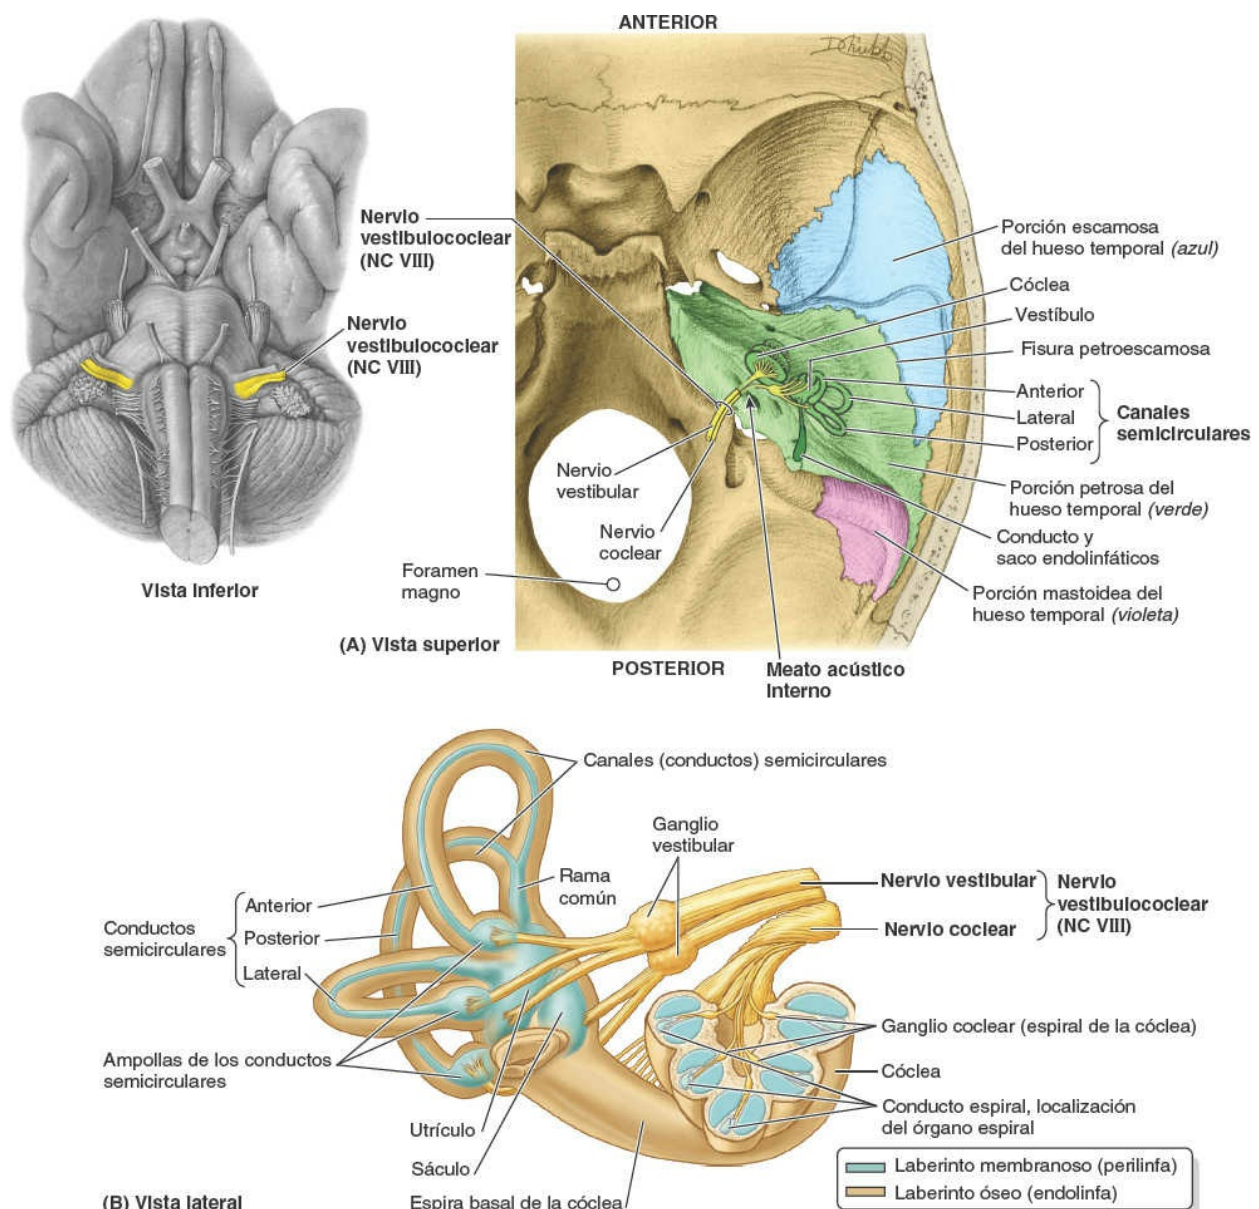 ANTERIOR
Nervio
vestibulococlear
(NC VIII)
Nervio
vestibulococlear
(NC VIII)
Porción escamosa
del hueso temporal (azul)
Cóclea
Vestíbulo
Fisura petroescamosa
Anterior
Lateral
Posterior
Canales
semicirculares
Nervio
vestibular
Nervio
coclear
Porción petrosa del
hueso temporal (verde)
Conducto y
saco endolinfáticos
Foramen
magno
Porción mastoidea del
hueso temporal (violeta)
Vista inferior
(A) Vista superior
POSTERIOR
Meato acústico
interno
Canales (conductos) semicirculares
Ganglio
vestibular
Rama
común
Nervio vestibular
Nervio coclear
Nervio
vestibulococlear
(NC VIII)
Conductos
semicirculares
Anterior
Posterior
Lateral
Ampollas de los conductos
semicirculares
Ganglio coclear (espiral de la cóclea)
Cóclea
Conducto espiral, localización
del órgano espiral
Utrículo
Sáculo
Espira basal de la cóclea
Laberinto membranoso (perilinfa)
Laberinto óseo (endolinfa)
(B) Vista lateral